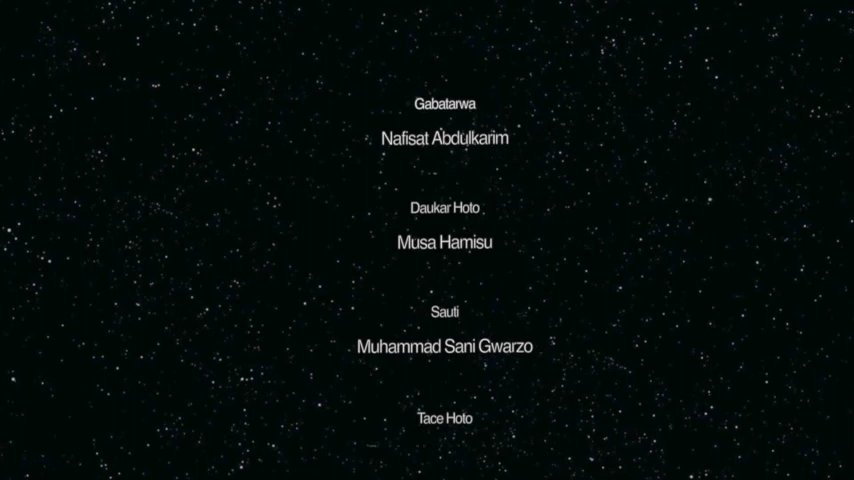 Gabatarwa
Nafisat Abdulkarim
Daukar Hoto
Musa Hamisu
Sauti
Muhammad Sani Gwarzo
Tace Hoto